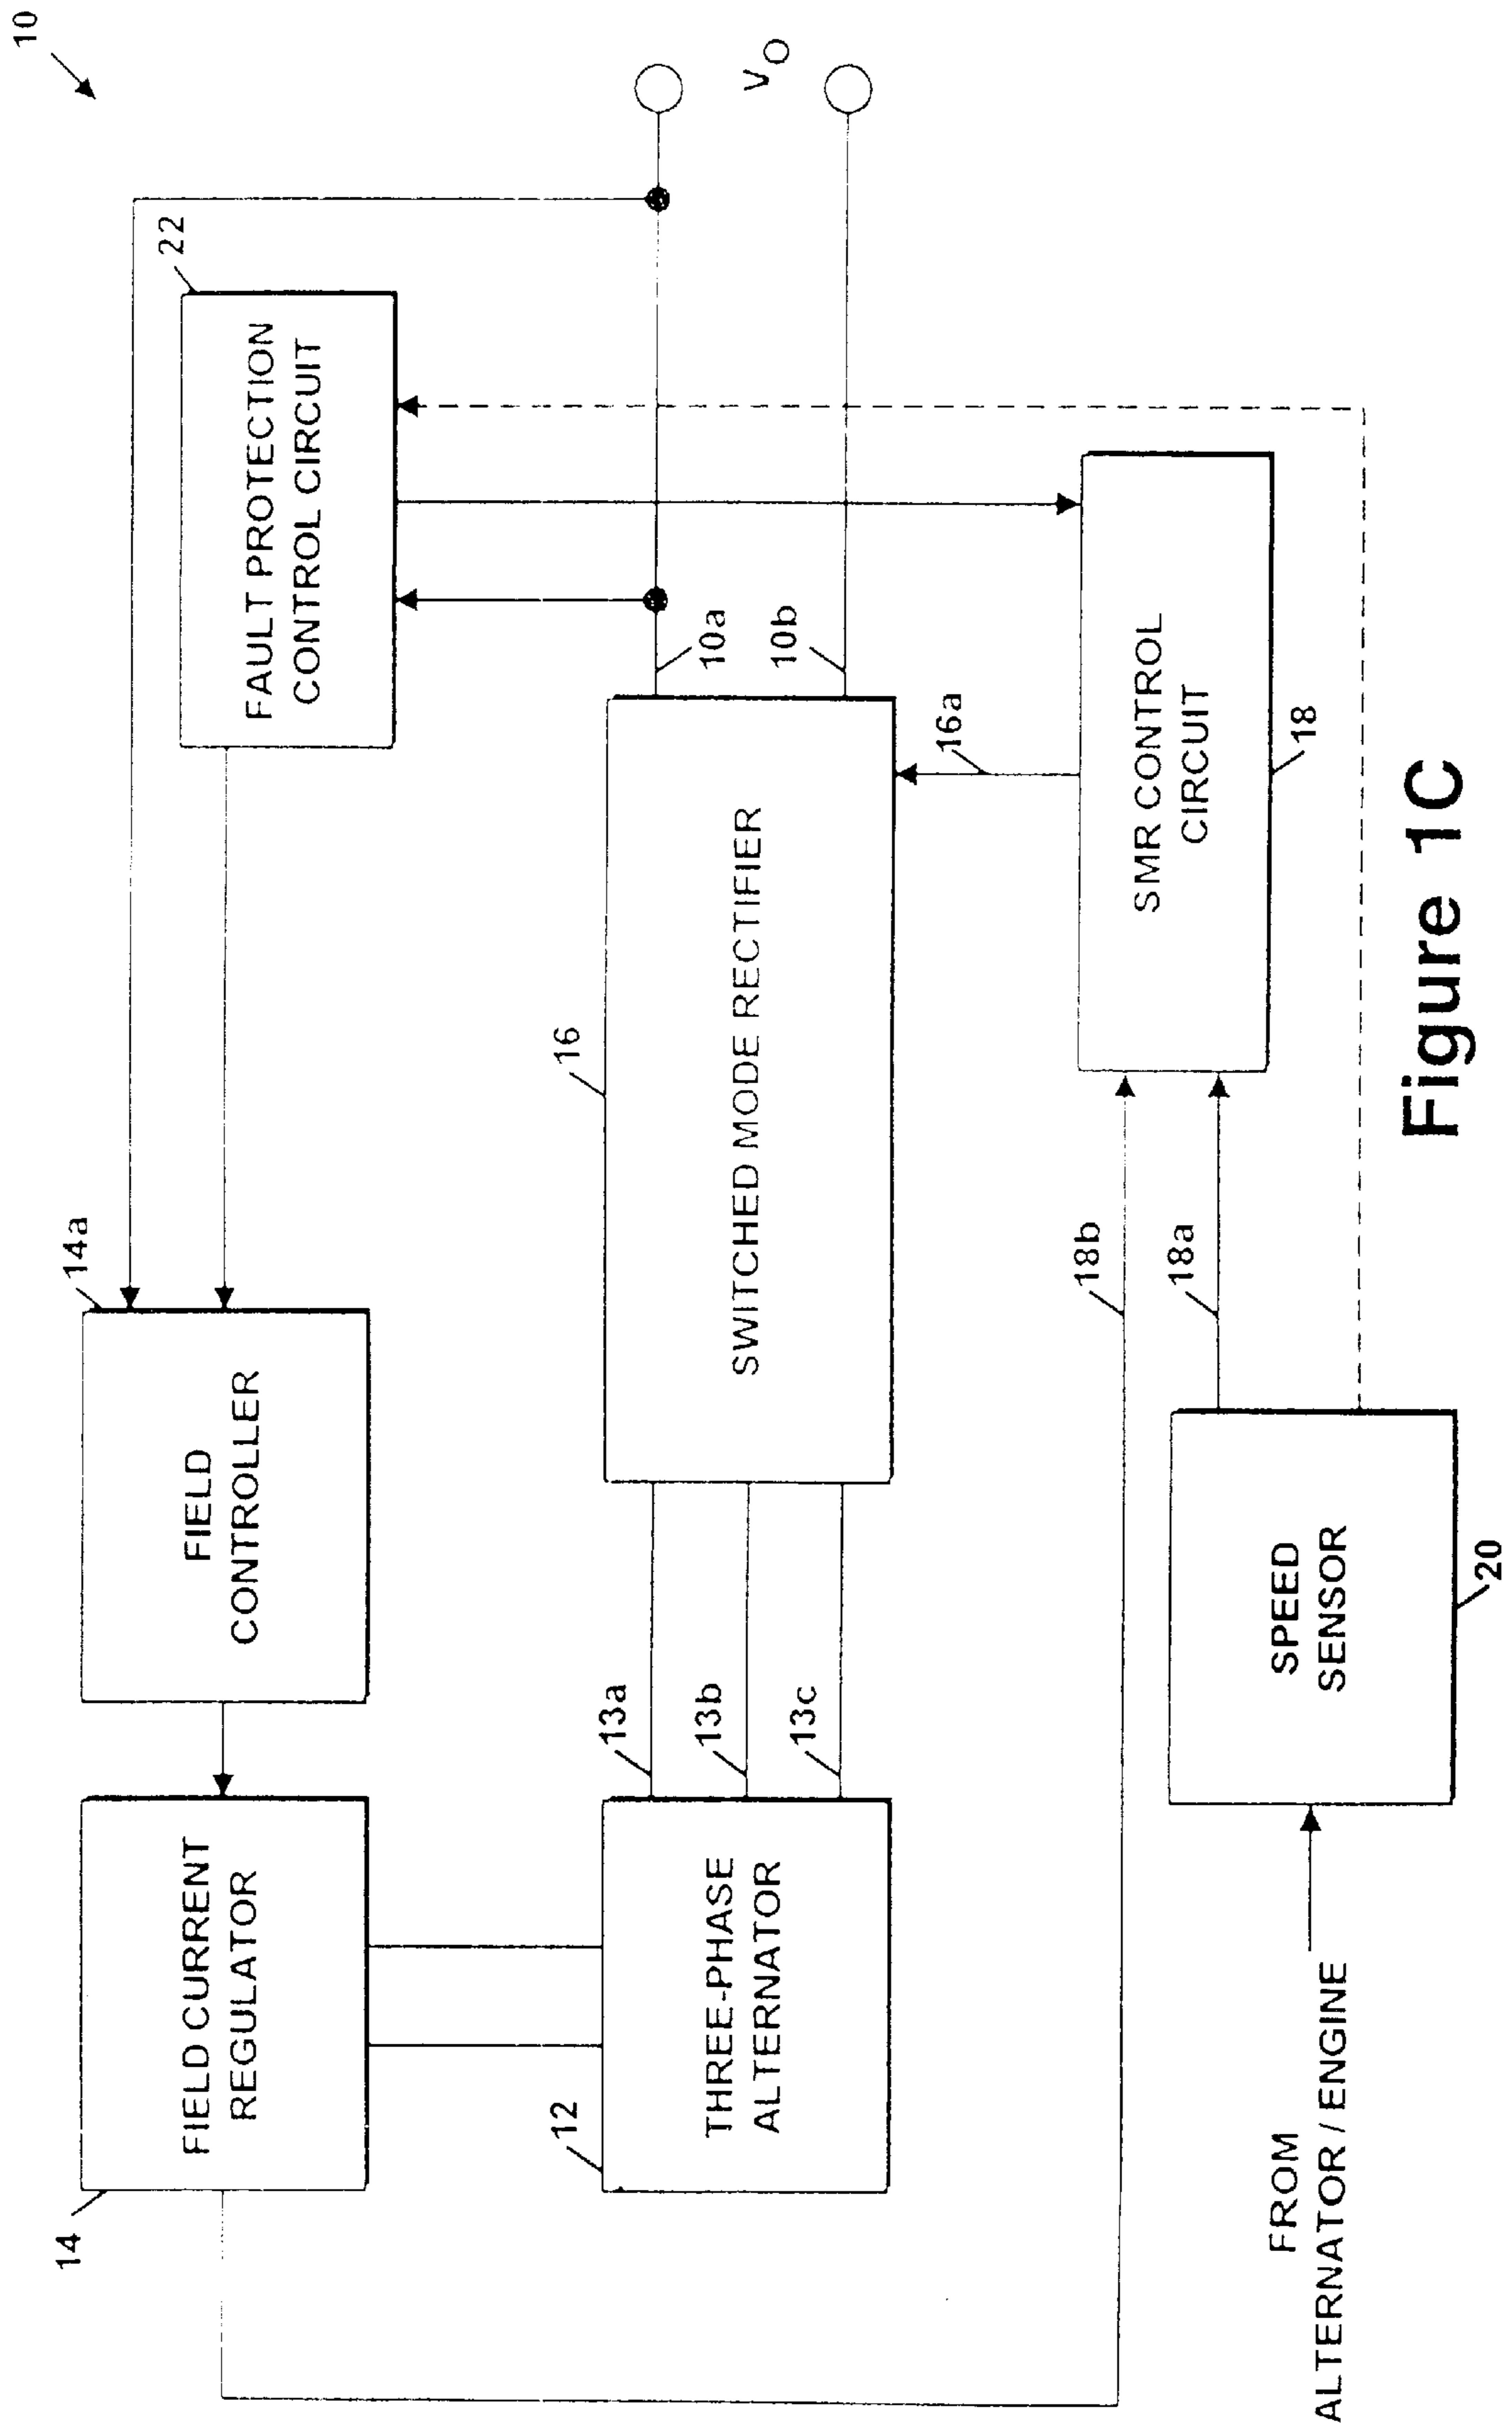 10
14
FIELD CURRENT
REGULATOR
14a
FIELD
CONTROLLER
22
FAULT PROTECTION
CONTROL CIRCUIT
12
THREE-PHASE
ALTERNATOR
13a
13b
13c
16
SWITCHED MODE RECTIFIER
10a
10b
VO
16a
18b
18a
SMR CONTROL
CIRCUIT
18
FROM
ALTERNATOR / ENGINE
SPEED
SENSOR
20
Figure 1C